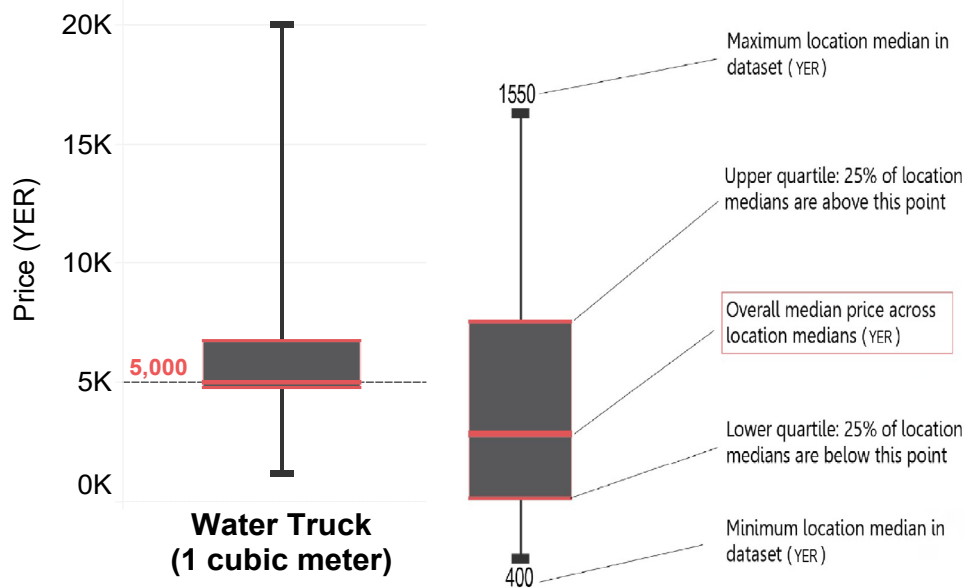 20K
15K
10K
5K
0K
Price (YER)
5,000
Water Truck
(1 cubic meter)
1550
400
Maximum location median in
dataset (YER)
Upper quartile: 25% of location
medians are above this point
Overall median price across
location medians (YER)
Lower quartile: 25% of location
medians are below this point
Minimum location median in
dataset (YER)